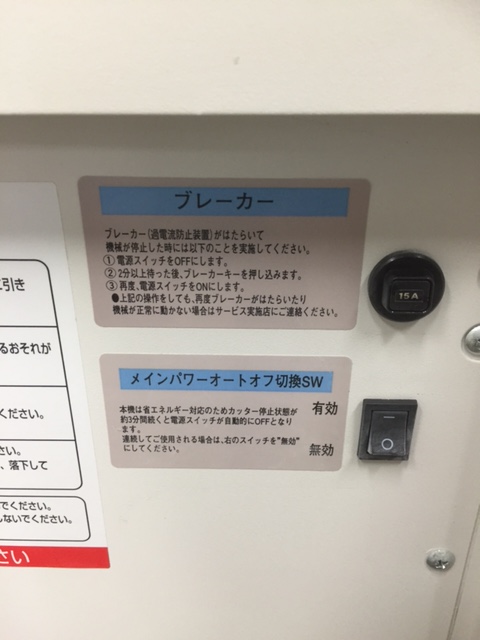 ブレーカー
ブレーカー(過電流防止装置)がはたらいて
機械が停止した時には以下のことを実施してください。
①電源スイッチをOFFにします。
②2分以上待った後、ブレーカーキーを押し込みます。
③再度、電源スイッチをONにします。
●上記の操作をしても、再度ブレーカーがはたらいたり
機械が正常に動かない場合はサービス実施店にご連絡ください。
15A
メインパワーオートオフ切換SW
本機は省エネルギー対応のためカッター停止状態が
約3分間続くと電源スイッチが自動的にOFFとなり
ます。
連続してご使用される場合は、右のスイッチを"無効"
にしてください。
有効
無効
に引き
るおそれが
ください。
さい。
、落下して
でください。
しないでください。
さい